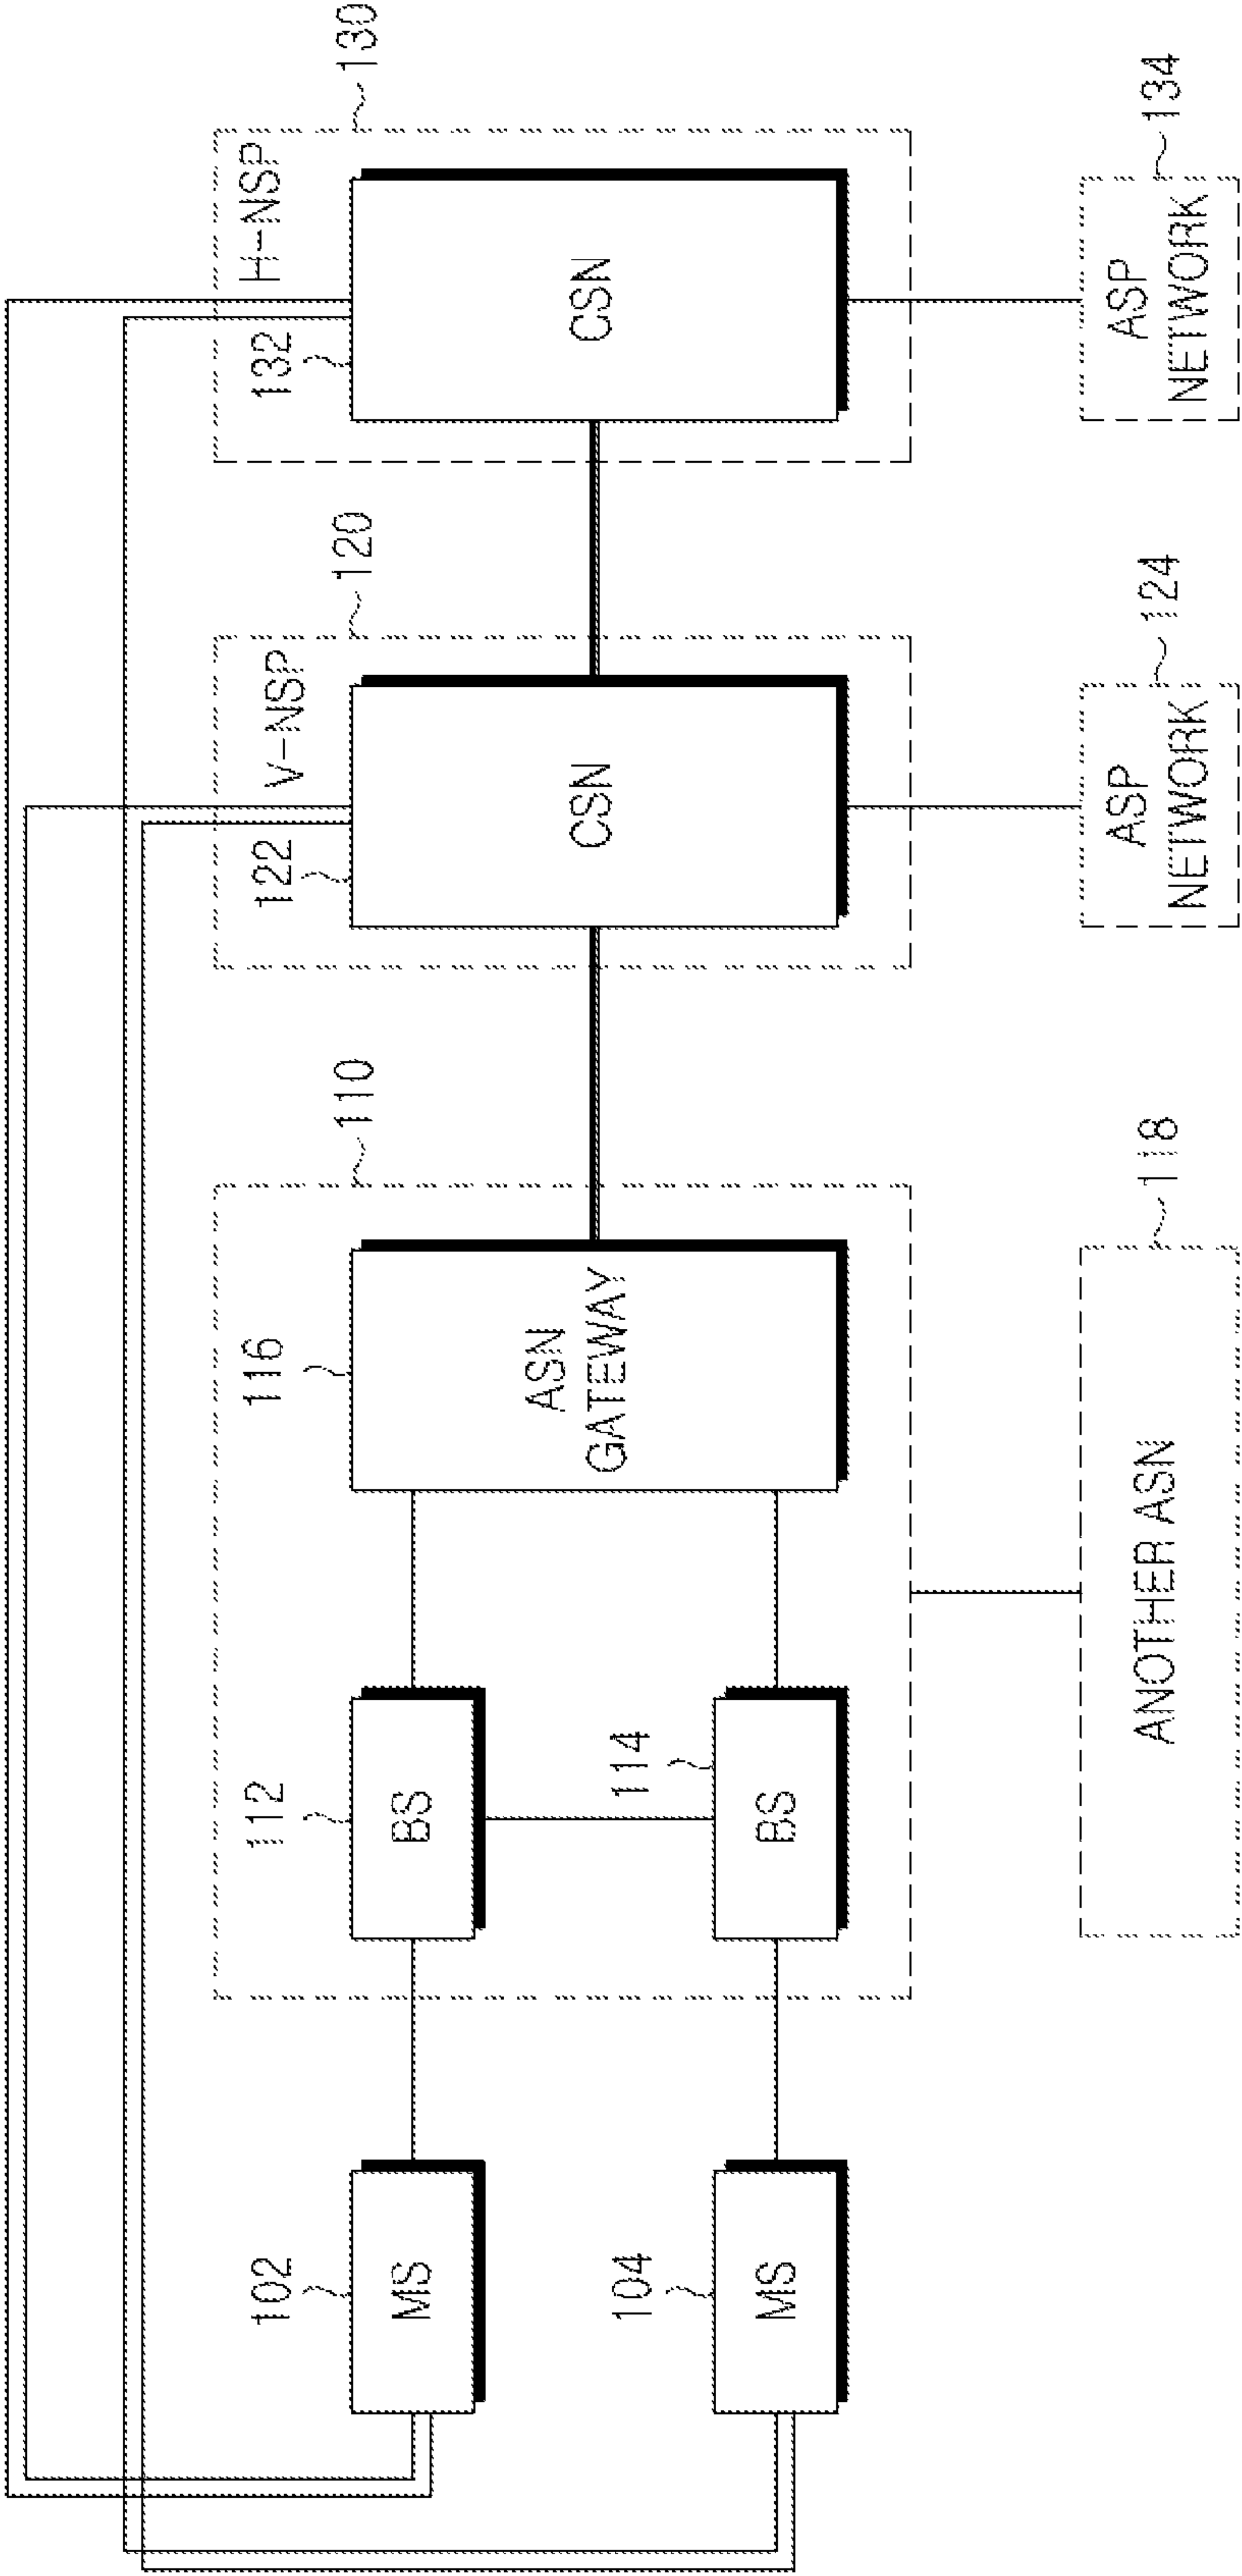 102
MS
104
MS
110
112
BS
114
BS
116
ASN
GATEWAY
118
ANOTHER ASN
120
V-NSP
122
CSN
124
ASP
NETWORK
130
H-NSP
132
CSN
134
ASP
NETWORK